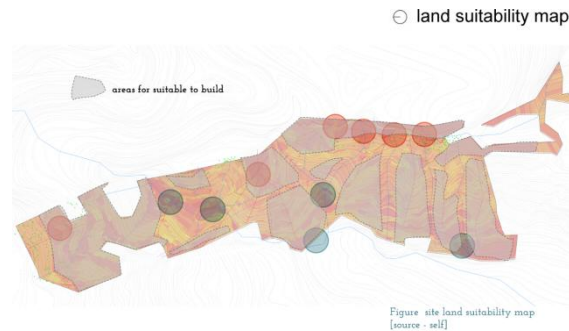 land suitability map
areas for suitable to build
Figure site land suitability map
[source - self]